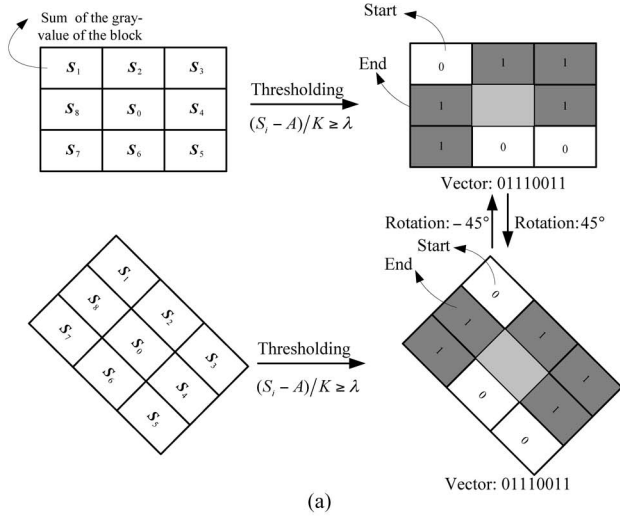 Sum of the gray-
value of the block
S₁ S₂ S₃
S₈ S₀ S₄
S₇ S₆ S₅
Thresholding
(Sᵢ – A)/K ≥ λ
Start
End
0 1 1
1 1
1 0 0
Vector: 01110011
Rotation: – 45°
Rotation: 45°
S₁
S₈ S₂
S₇ S₀ S₃
S₆ S₄
S₅
Thresholding
(Sᵢ – A)/K ≥ λ
Start
End
0
1 1
1 1
0 1
0
Vector: 01110011
(a)